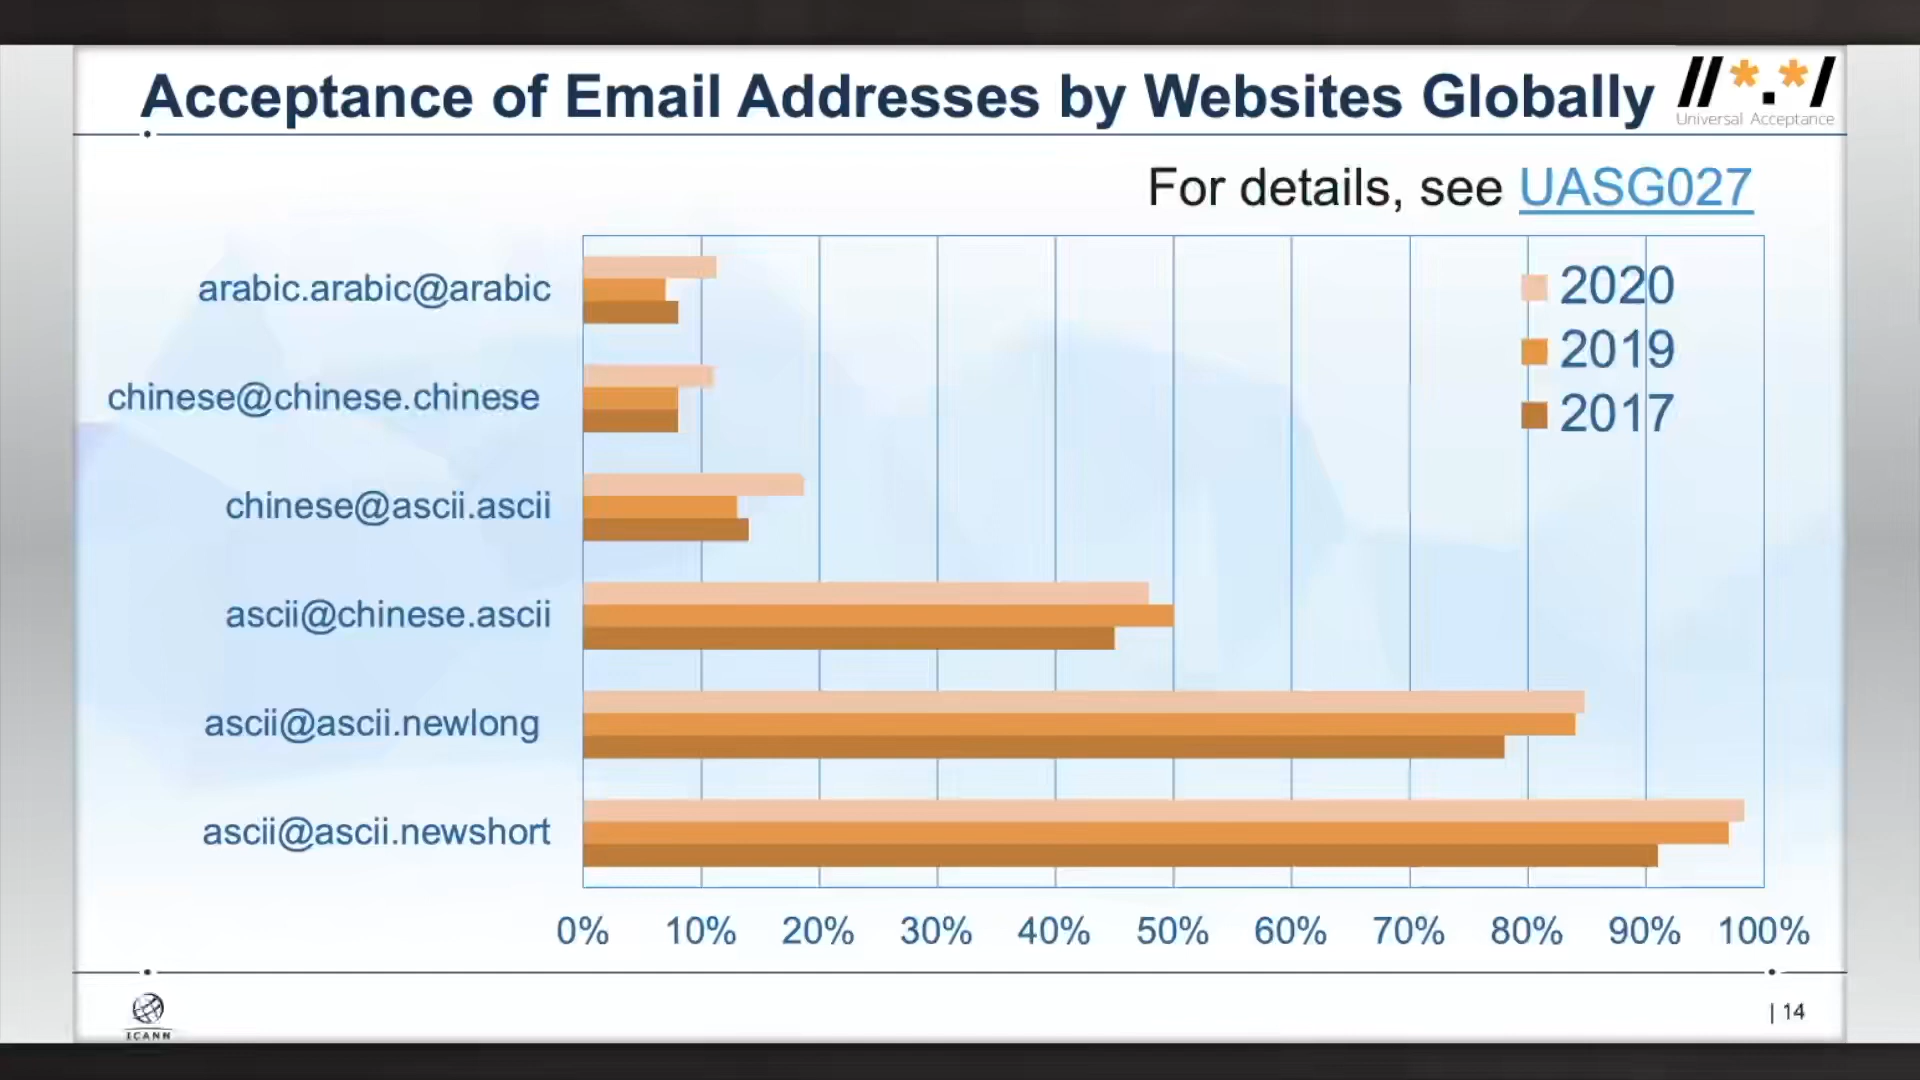 Acceptance of Email Addresses by Websites Globally
//*.*/
Universal Acceptance
For details, see UASG027
arabic.arabic@arabic
chinese@chinese.chinese
chinese@ascii.ascii
ascii@chinese.ascii
ascii@ascii.newlong
ascii@ascii.newshort
2020
2019
2017
0% 10% 20% 30% 40% 50% 60% 70% 80% 90% 100%
ICANN
| 14